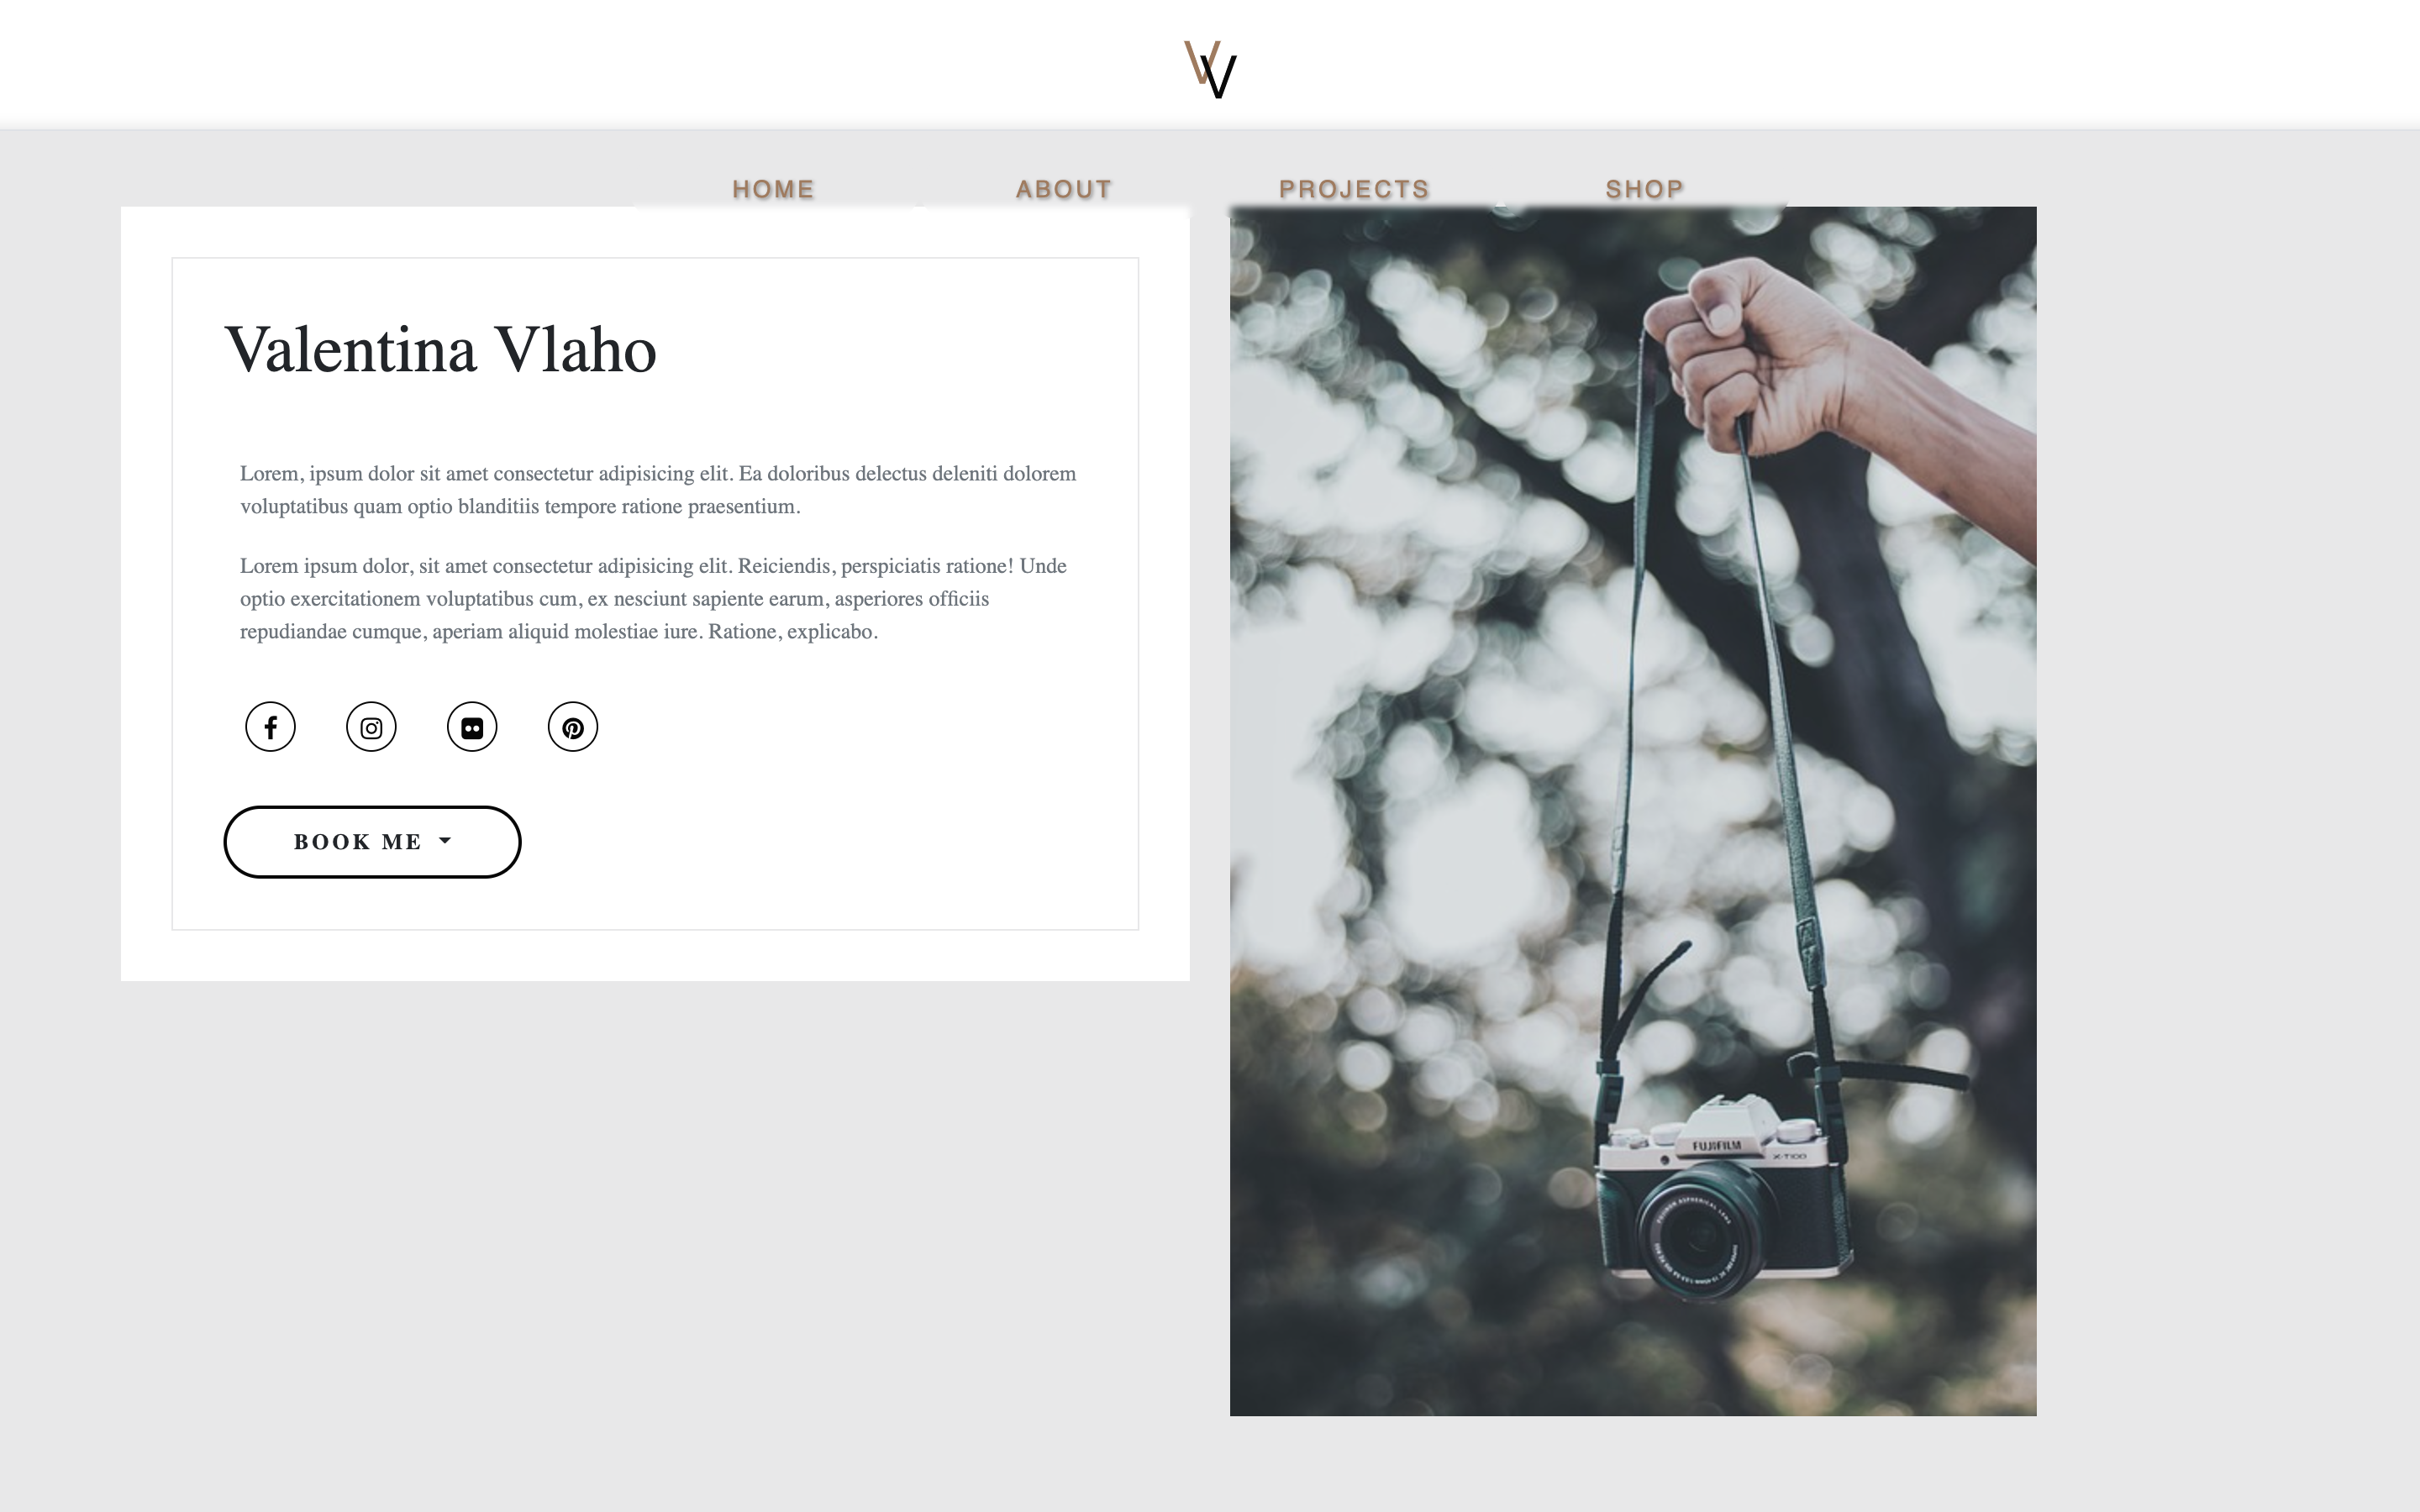 VV
HOME ABOUT PROJECTS SHOP
Valentina Vlaho
Lorem, ipsum dolor sit amet consectetur adipisicing elit. Ea doloribus delectus deleniti dolorem
voluptatibus quam optio blanditiis tempore ratione praesentium.
Lorem ipsum dolor, sit amet consectetur adipisicing elit. Reiciendis, perspiciatis ratione! Unde
optio exercitationem voluptatibus cum, ex nesciunt sapiente earum, asperiores officiis
repudiandae cumque, aperiam aliquid molestiae iure. Ratione, explicabo.
BOOK ME
FUJIFILM
X-T100